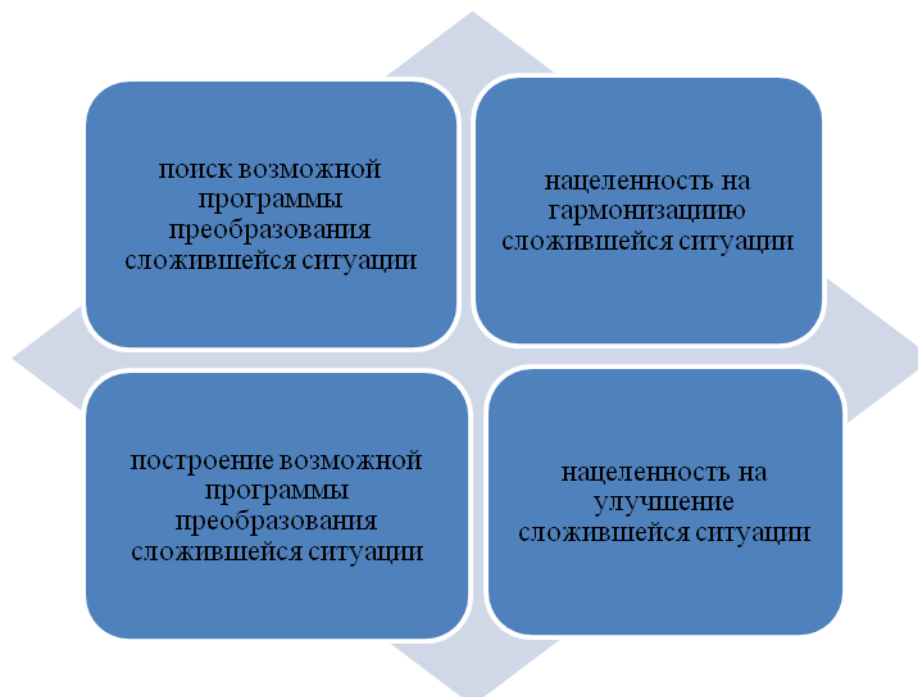 поиск возможной
программы
преобразования
сложившейся ситуации
нацеленность на
гармонизациию
сложившейся ситуации
построение возможной
программы
преобразования
сложившейся ситуации
нацеленность на
улучшение
сложившейся ситуации